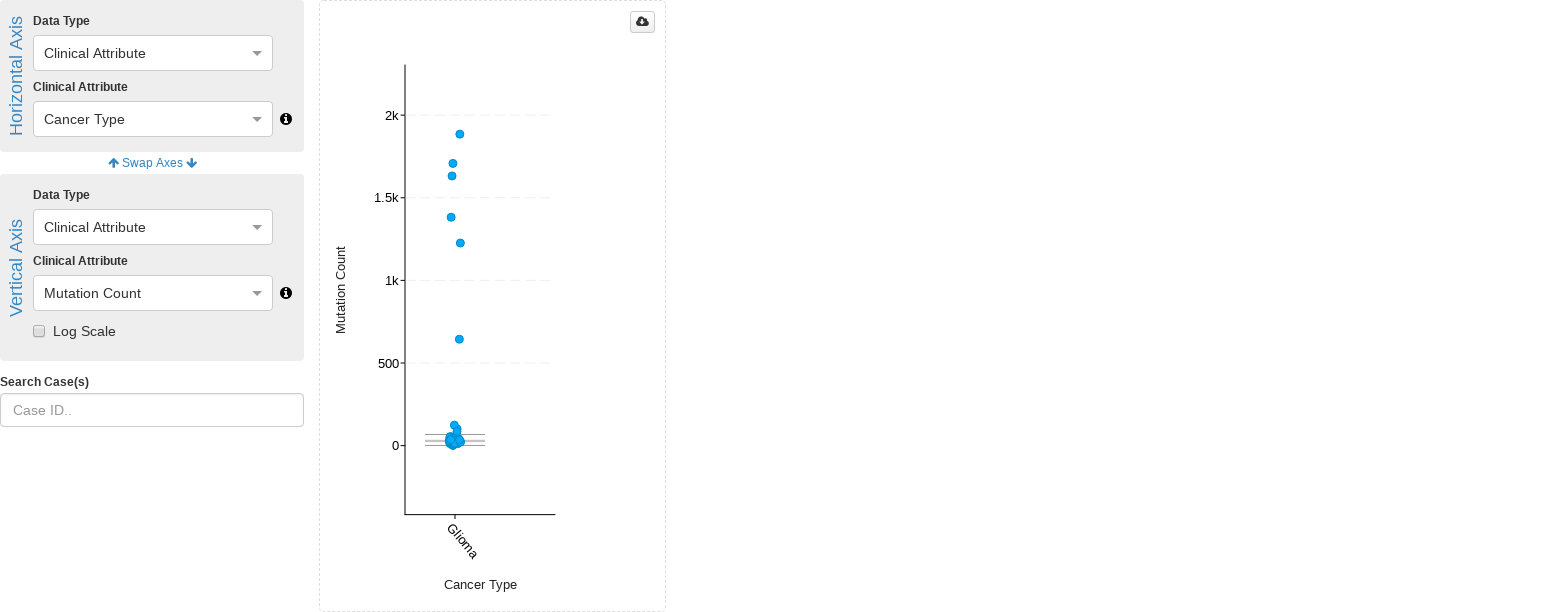 Horizontal Axis
Data Type
Clinical Attribute
Clinical Attribute
Cancer Type
Swap Axes
Vertical Axis
Data Type
Clinical Attribute
Clinical Attribute
Mutation Count
Log Scale
Search Case(s)
Case ID..
Mutation Count
2k
1.5k
1k
500
0
Glioma
Cancer Type